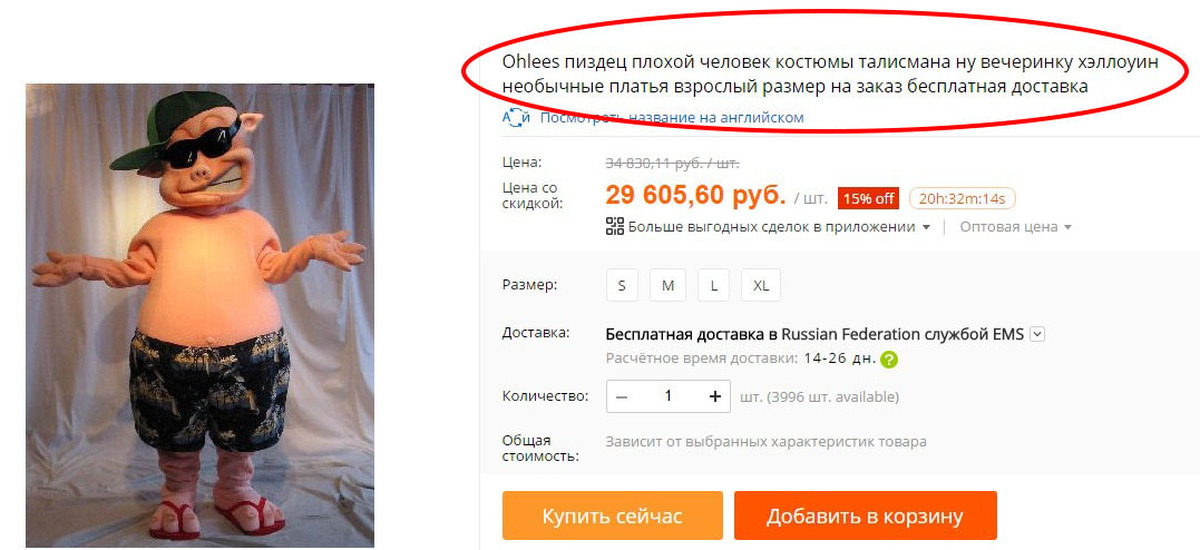 Ohlees пиздец плохой человек костюмы талисмана ну вечеринку хэллоуин
необычные платья взрослый размер на заказ бесплатная доставка
Aй Посмотреть название на английском
Цена: 34 830,11 руб. / шт.
Цена со
скидкой: 29 605,60 руб. / шт. 15% off 20h:32m:14s
Больше выгодных сделок в приложении Оптовая цена
Размер: S M L XL
Доставка: Бесплатная доставка в Russian Federation службой EMS
Расчётное время доставки: 14-26 дн. ?
Количество: − 1 + шт. (3996 шт. available)
Общая
стоимость: Зависит от выбранных характеристик товара
Купить сейчас Добавить в корзину